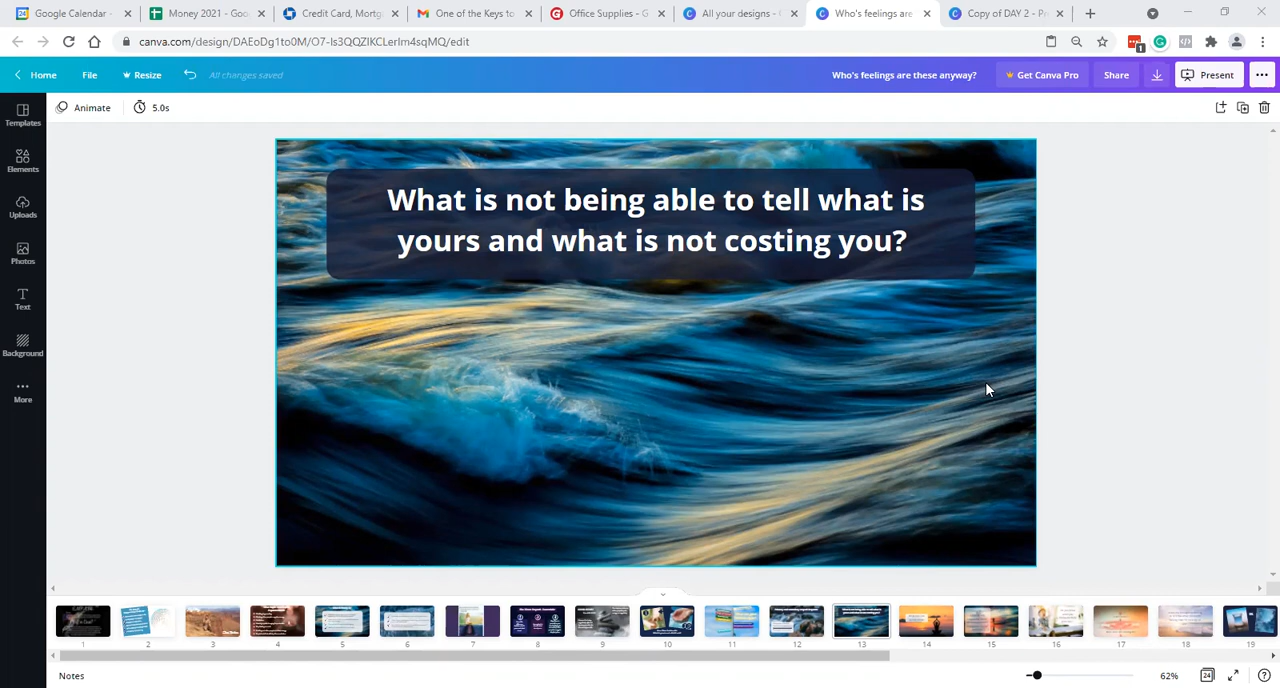 Google Calendar -
Money 2021 - Goo
Credit Card, Mortg
One of the Keys to
Office Supplies - G
All your designs -
Who's feelings are
Copy of DAY 2 - Pr
canva.com/design/DAEoDg1to0M/O7-Is3QQZIKCLerIm4sqMQ/edit
1
Home
File
Resize
All changes saved
Who's feelings are these anyway?
Get Canva Pro
Share
Present
Templates
Elements
Uploads
Photos
Text
Background
More
Animate
5.0s
What is not being able to tell what is
yours and what is not costing you?
1 2 3 4 5 6 7 8 9 10 11 12 13 14 15 16 17 18 19
Notes
62%
24